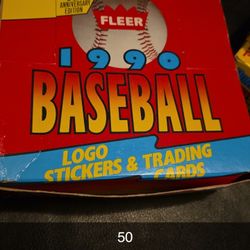 ANNIVERSARY
EDITION
FLEER
1990
BASEBALL
LOGO
STICKERS & TRADING
CARDS
50